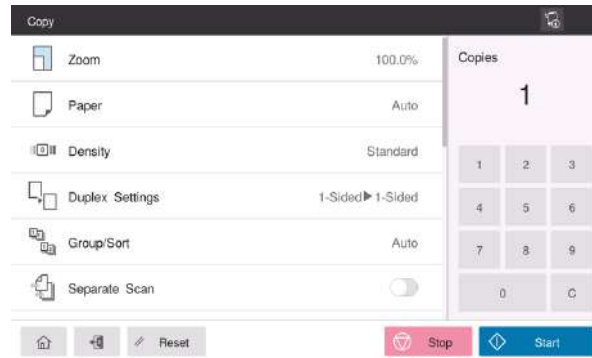 Copy
Zoom 100.0% Copies
1
Paper Auto
Density Standard
1 2 3
Duplex Settings 1-Sided▶1-Sided
4 5 6
Group/Sort Auto
7 8 9
Separate Scan
0 C
Reset Stop Start